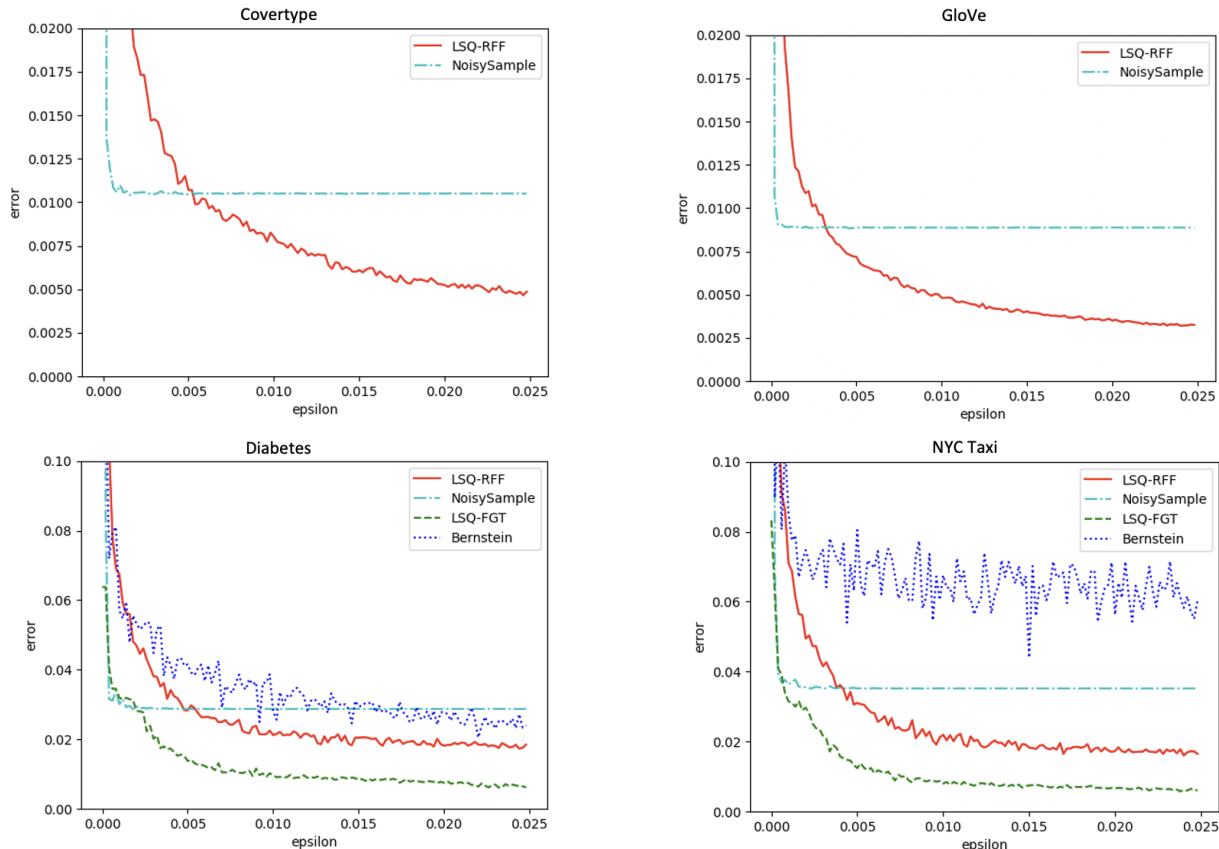 Covertype
0.0200
0.0175
0.0150
0.0125
0.0100
0.0075
0.0050
0.0025
0.0000
error
LSQ-RFF
NoisySample
0.000 0.005 0.010 0.015 0.020 0.025
epsilon
GloVe
0.0200
0.0175
0.0150
0.0125
0.0100
0.0075
0.0050
0.0025
0.0000
error
LSQ-RFF
NoisySample
0.000 0.005 0.010 0.015 0.020 0.025
epsilon
Diabetes
0.10
0.08
0.06
0.04
0.02
0.00
error
LSQ-RFF
NoisySample
LSQ-FGT
Bernstein
0.000 0.005 0.010 0.015 0.020 0.025
epsilon
NYC Taxi
0.10
0.08
0.06
0.04
0.02
0.00
error
LSQ-RFF
NoisySample
LSQ-FGT
Bernstein
0.000 0.005 0.010 0.015 0.020 0.025
epsilon